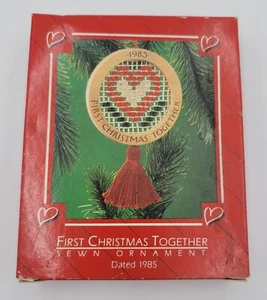 1985
FIRST CHRISTMAS TOGETHER
FIRST CHRISTMAS TOGETHER
SEWN ORNAMENT
Dated 1985